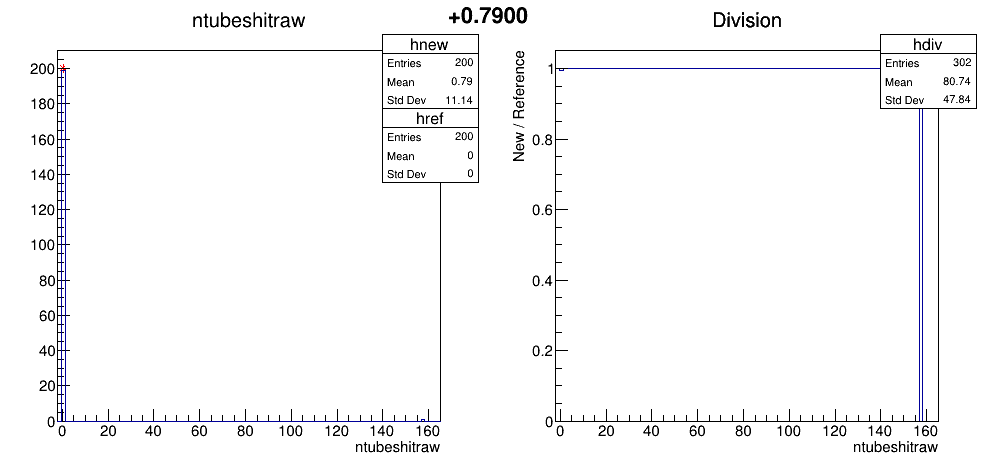 +0.7900
ntubeshitraw
hnew
Entries 200
Mean 0.79
Std Dev 11.14
href
Entries 200
Mean 0
Std Dev 0
200
180
160
140
120
100
80
60
40
20
0
0 20 40 60 80 100 120 140 160
ntubeshitraw
Division
hdiv
Entries 302
Mean 80.74
Std Dev 47.84
New / Reference
1
0.8
0.6
0.4
0.2
0
0 20 40 60 80 100 120 140 160
ntubeshitraw